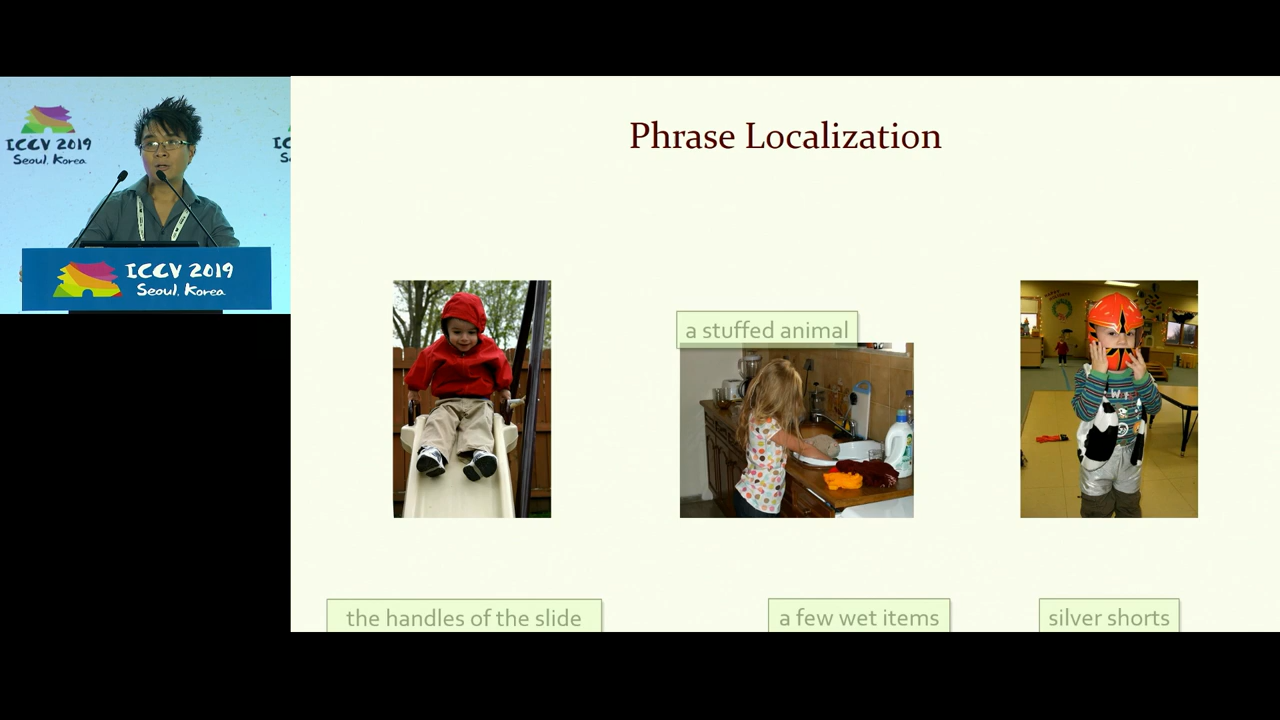 ICCV 2019
Seoul, Korea
ICCV 2019
Seoul, Korea
Phrase Localization
a stuffed animal
the handles of the slide
a few wet items
silver shorts